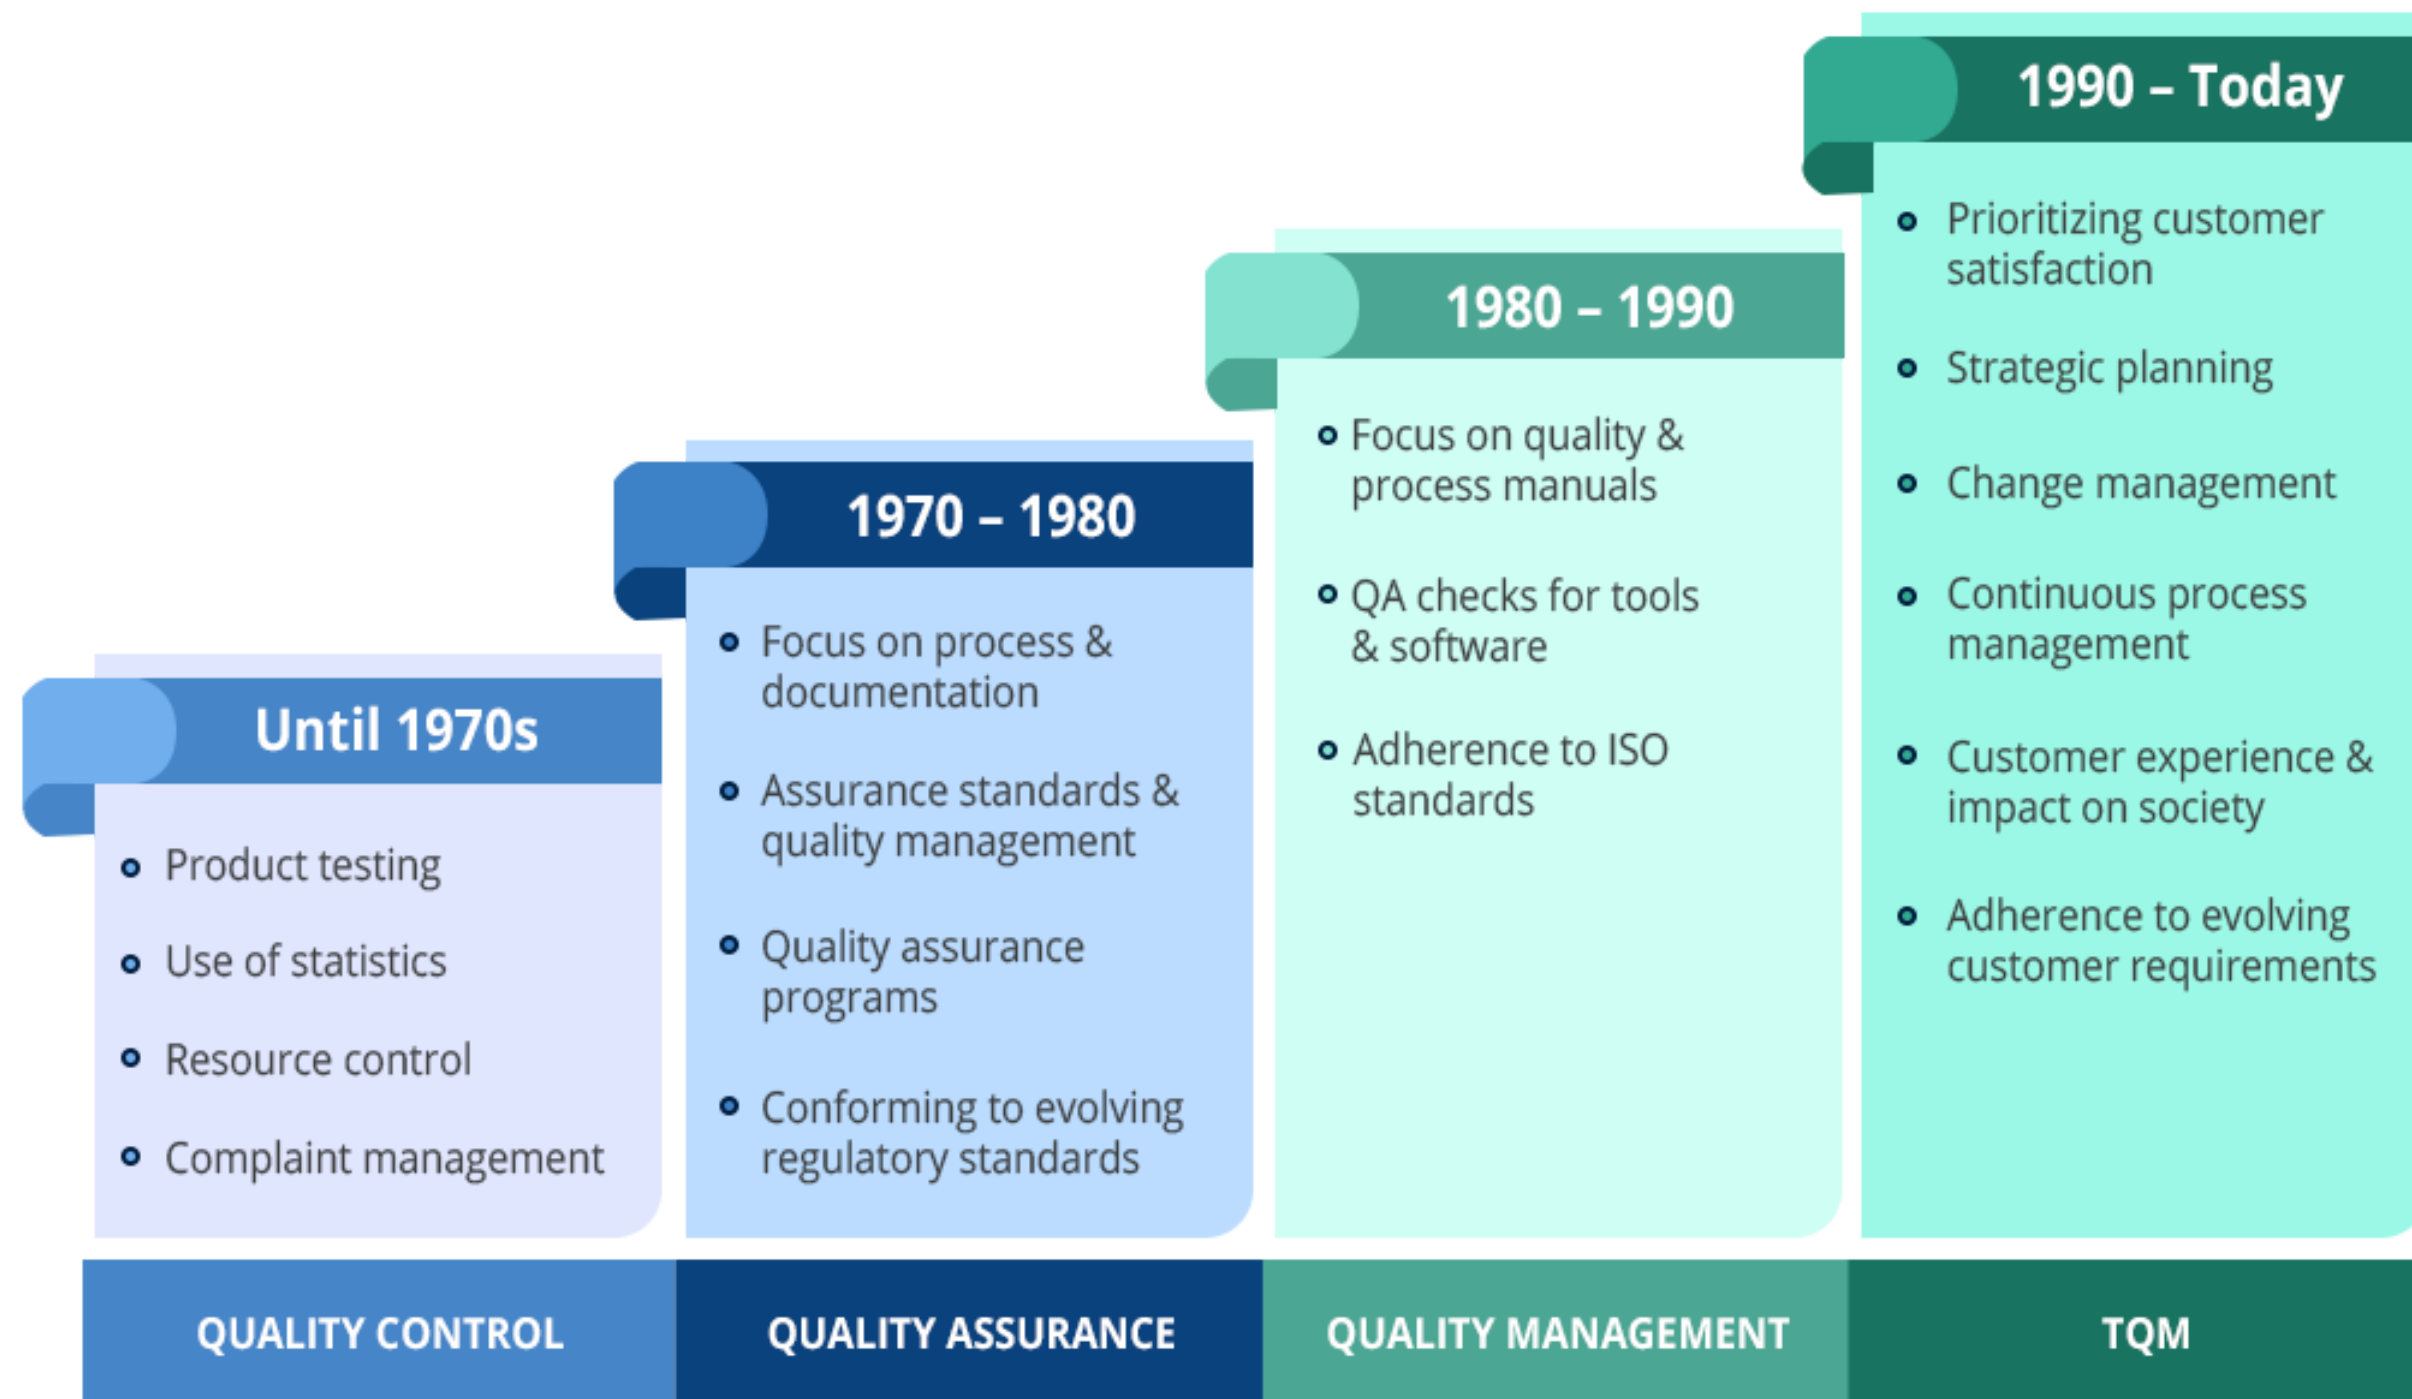 Until 1970s
Product testing
Use of statistics
Resource control
Complaint management
QUALITY CONTROL
1970 – 1980
Focus on process &
documentation
Assurance standards &
quality management
Quality assurance
programs
Conforming to evolving
regulatory standards
QUALITY ASSURANCE
1980 – 1990
Focus on quality &
process manuals
QA checks for tools
& software
Adherence to ISO
standards
QUALITY MANAGEMENT
1990 – Today
Prioritizing customer
satisfaction
Strategic planning
Change management
Continuous process
management
Customer experience &
impact on society
Adherence to evolving
customer requirements
TQM